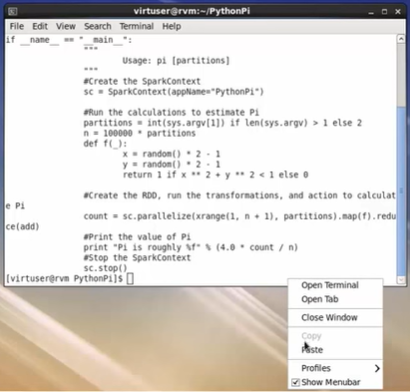 virtuser@rvm:~/PythonPi
File Edit View Search Terminal Help
if __name__ == "__main__":
"""
Usage: pi [partitions]
"""
#Create the SparkContext
sc = SparkContext(appName="PythonPi")
#Run the calculations to estimate Pi
partitions = int(sys.argv[1]) if len(sys.argv) > 1 else 2
n = 100000 * partitions
def f(_):
x = random() * 2 - 1
y = random() * 2 - 1
return 1 if x ** 2 + y ** 2 < 1 else 0
#Create the RDD, run the transformations, and action to calculat
e Pi
count = sc.parallelize(xrange(1, n + 1), partitions).map(f).redu
ce(add)
#Print the value of Pi
print "Pi is roughly %f" % (4.0 * count / n)
#Stop the SparkContext
sc.stop()
[virtuser@rvm PythonPi]$
Open Terminal
Open Tab
Close Window
Copy
Paste
Profiles
Show Menubar